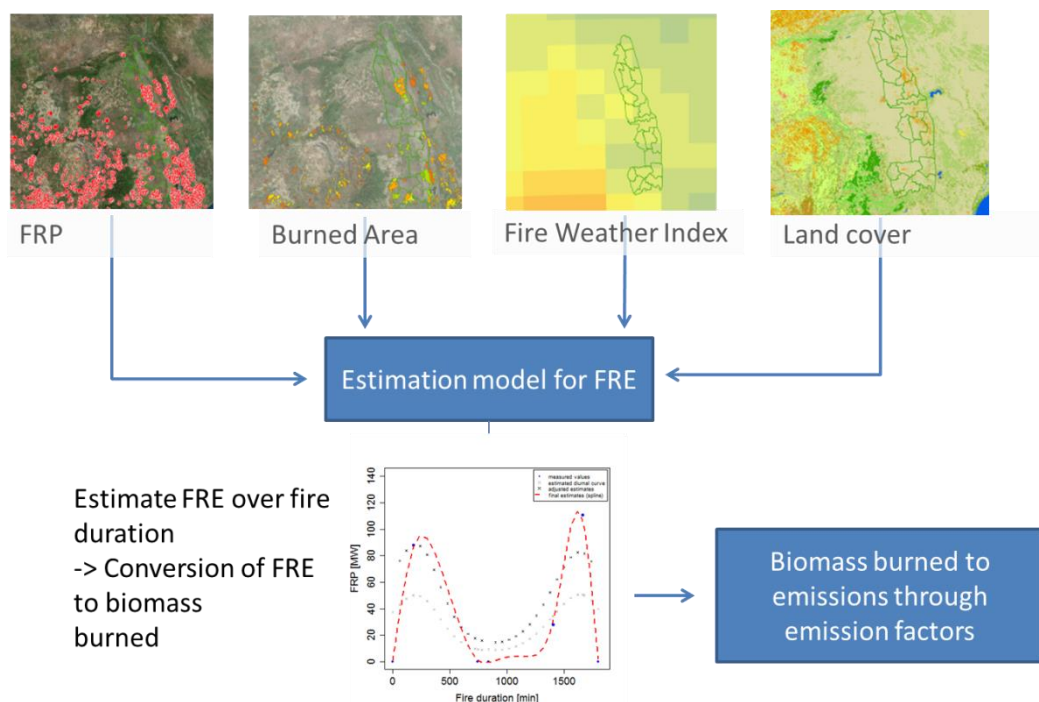 FRP
Burned Area
Fire Weather Index
Land cover
Estimation model for FRE
Estimate FRE over fire
duration
-> Conversion of FRE
to biomass
burned
140
120
100
80
60
40
20
0
FRP [MW]
measured values
estimated diurnal curve
adjusted estimates
final estimates (spline)
0
500
1000
1500
Fire duration [min]
Biomass burned to
emissions through
emission factors